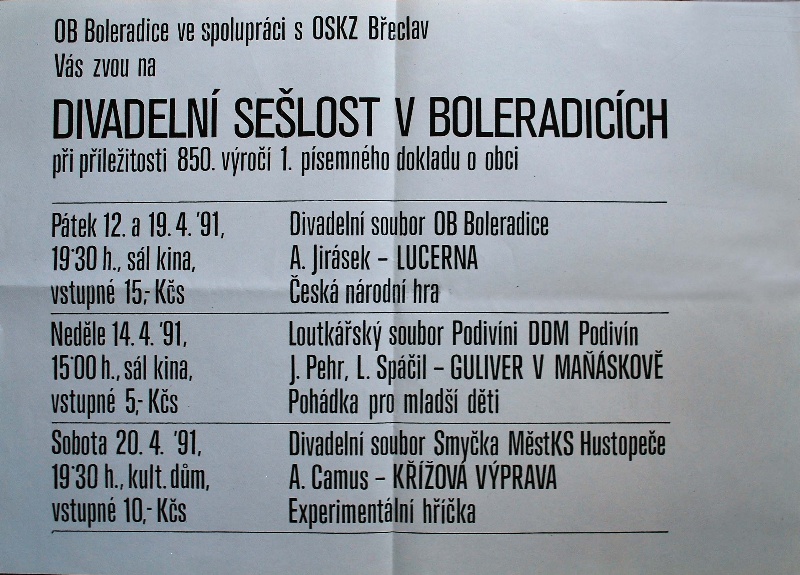 OB Boleradice ve spolupráci s OSKZ Břeclav
Vás zvou na
DIVADELNÍ SEŠLOST V BOLERADICÍCH
při příležitosti 850. výročí 1. písemného dokladu o obci
Pátek 12. a 19. 4. '91, Divadelní soubor OB Boleradice
19·30 h., sál kina, A. Jirásek – LUCERNA
vstupné 15,- Kčs Česká národní hra
Neděle 14. 4. '91, Loutkářský soubor Podivíni DDM Podivín
15·00 h., sál kina, J. Pehr, L. Spáčil – GULIVER V MAŇÁSKOVĚ
vstupné 5,- Kčs Pohádka pro mladší děti
Sobota 20. 4. '91, Divadelní soubor Smyčka MěstKS Hustopeče
19·30 h., kult. dům, A. Camus – KŘÍŽOVÁ VÝPRAVA
vstupné 10,- Kčs Experimentální hříčka